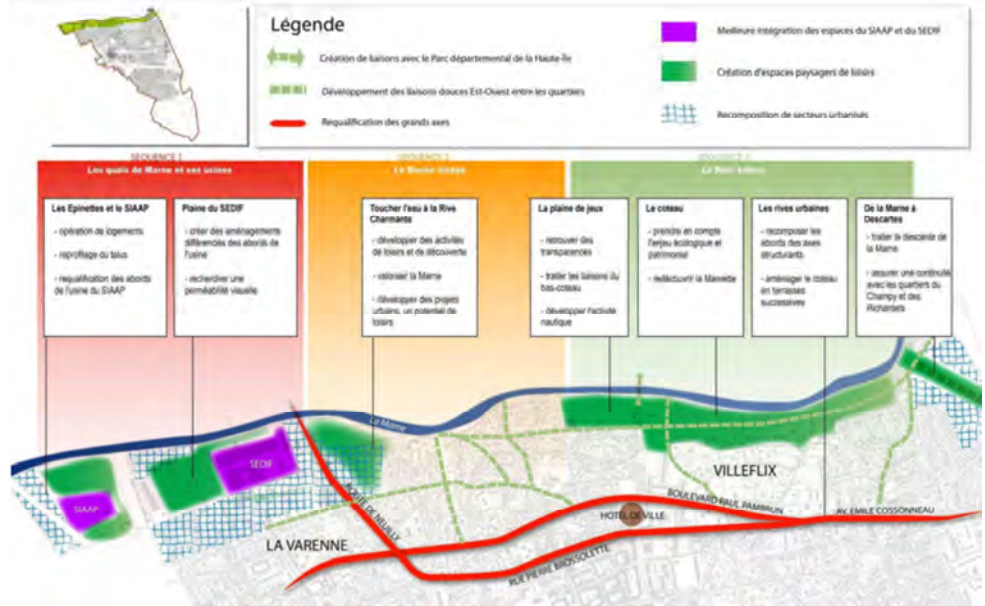 Légende
Création de liaisons avec le Parc départemental de la Haute-Île
Développement des liaisons douces Est-Ouest entre les quartiers
Requalification des grands axes
Meilleure intégration des espaces du SIAAP et du SEDIF
Création d'espaces paysagers de loisirs
Recomposition de secteurs urbanisés
SEQUENCE 1
Les quais de Marne et ses usines
SEQUENCE 2
La Marne
SEQUENCE 3
Le Parc
Les Epinettes et le SIAAP
- opération de logements
- reprofilage du talus
- requalification des abords
de l'usine du SIAAP
Plaine du SEDIF
- créer des aménagements
différenciés des abords de
l'usine
- rechercher une
perméabilité visuelle
Toucher l'eau à la Rive
Charmante
- développer des activités
de loisirs et de découverte
- valoriser la Marne
- développer des projets
urbains, un potentiel de
loisirs
La plaine de jeux
- retrouver des
transparences
- traiter les liaisons du
bas-coteau
- développer l'activité
nautique
Le coteau
- prendre en compte
l'enjeu écologique et
patrimonial
- redécouvrir la Marnette
Les rives urbaines
- recomposer les
abords des axes
structurants
- aménager le coteau
en terrasses
successives
De la Marne à
Descartes
- traiter la descente de
la Marne
- assurer une continuité
avec les quartiers du
Champy et des
Richardets
La Marne
SEDIF
SIAAP
ROUTE DE NEUILLY
LA VARENNE
VILLEFLIX
HOTEL DE VILLE
BOULEVARD PAUL PAMBRUN
AV. EMILE COSSONNEAU
RUE PIERRE BROSSOLETTE